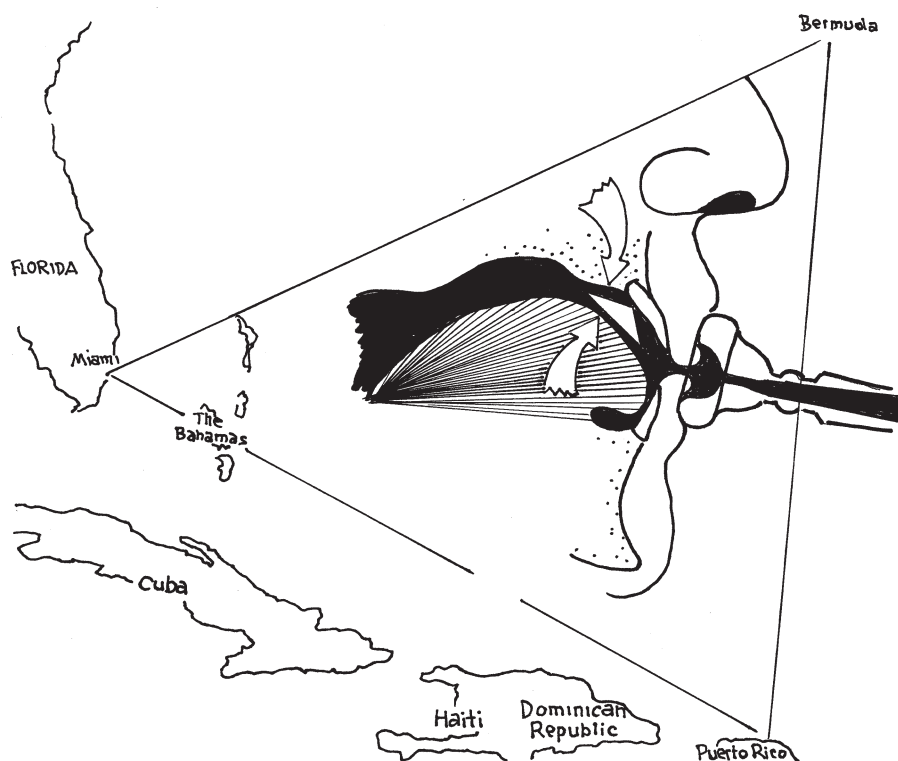 Bermuda
FLORIDA
Miami
The
Bahamas
Cuba
Haiti
Dominican
Republic
Puerto Rico